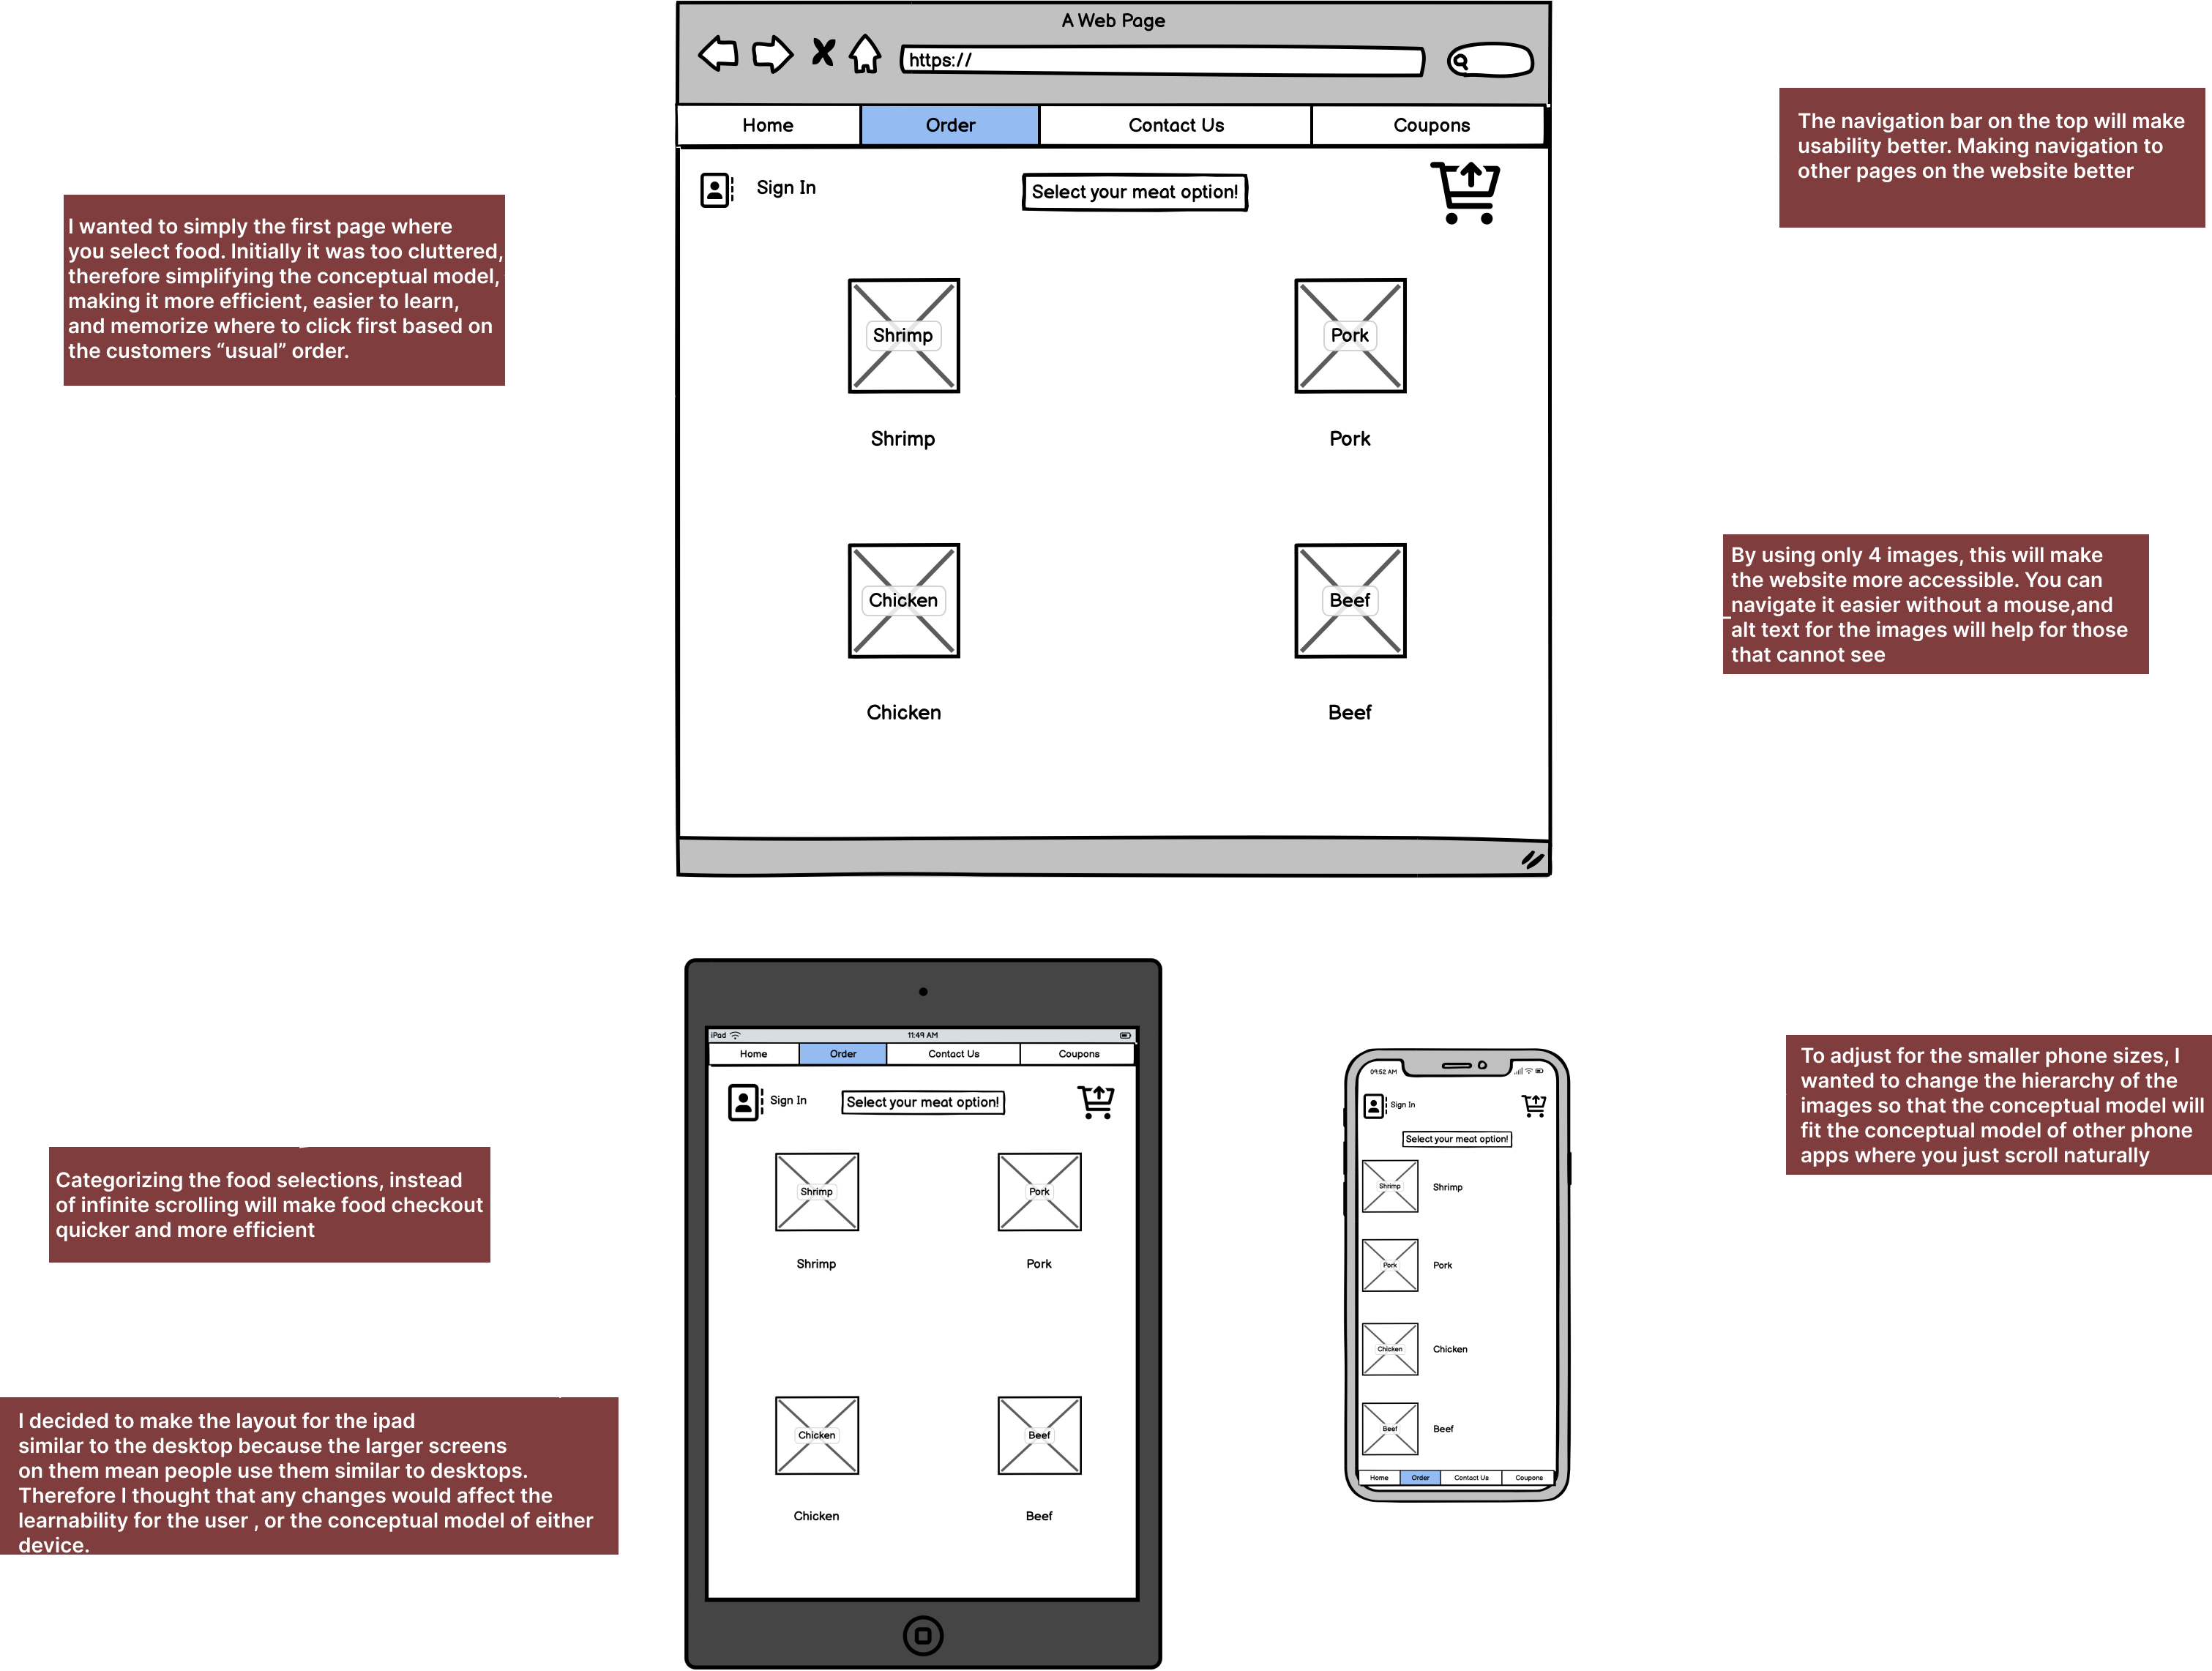 A Web Page
https://
Home Order Contact Us Coupons
Sign In
Select your meat option!
Shrimp
Pork
Shrimp
Pork
Chicken
Beef
Chicken
Beef
The navigation bar on the top will make
usability better. Making navigation to
other pages on the website better
I wanted to simply the first page where
you select food. Initially it was too cluttered,
therefore simplifying the conceptual model,
making it more efficient, easier to learn,
and memorize where to click first based on
the customers “usual” order.
By using only 4 images, this will make
the website more accessible. You can
navigate it easier without a mouse,and
alt text for the images will help for those
that cannot see
iPad
11:49 AM
Home Order Contact Us Coupons
Sign In
Select your meat option!
Shrimp
Pork
Shrimp
Pork
Chicken
Beef
Chicken
Beef
09:52 AM
Sign In
Select your meat option!
Shrimp
Shrimp
Pork
Pork
Chicken
Chicken
Beef
Beef
Home Order Contact Us Coupons
To adjust for the smaller phone sizes, I
wanted to change the hierarchy of the
images so that the conceptual model will
fit the conceptual model of other phone
apps where you just scroll naturally
Categorizing the food selections, instead
of infinite scrolling will make food checkout
quicker and more efficient
I decided to make the layout for the ipad
similar to the desktop because the larger screens
on them mean people use them similar to desktops.
Therefore I thought that any changes would affect the
learnability for the user , or the conceptual model of either
device.